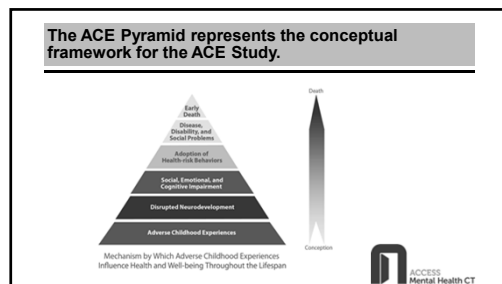 The ACE Pyramid represents the conceptual
framework for the ACE Study.
Early
Death
Disease,
Disability, and
Social Problems
Adoption of
Health-risk Behaviors
Social, Emotional, and
Cognitive Impairment
Disrupted Neurodevelopment
Adverse Childhood Experiences
Mechanism by Which Adverse Childhood Experiences
Influence Health and Well-being Throughout the Lifespan
Death
Conception
ACCESS
Mental Health CT